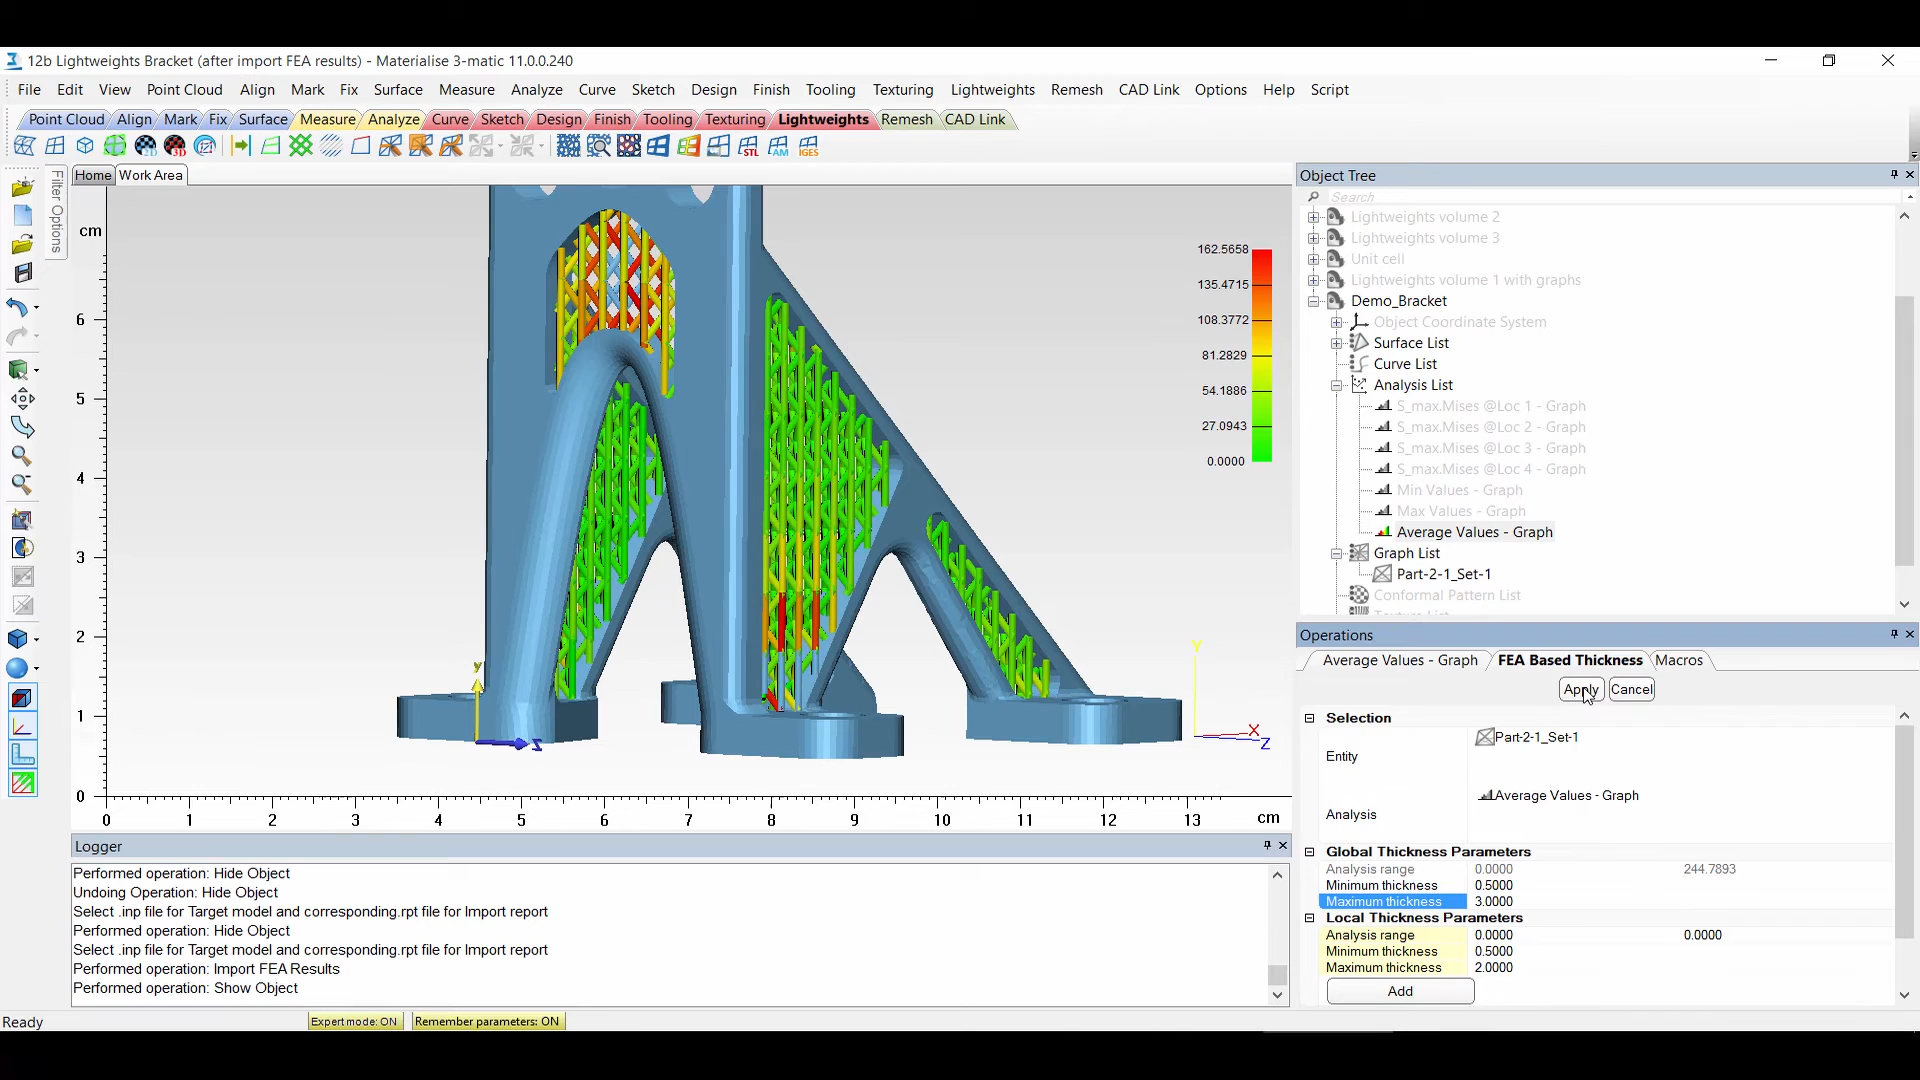 12b Lightweights Bracket (after import FEA results) - Materialise 3-matic 11.0.0.240
File Edit View Point Cloud Align Mark Fix Surface Measure Analyze Curve Sketch Design Finish Tooling Texturing Lightweights Remesh CAD Link Options Help Script
Point Cloud Align Mark Fix Surface Measure Analyze Curve Sketch Design Finish Tooling Texturing Lightweights Remesh CAD Link
2D 3D STL AM IGES
Filter Options
Home Work Area
cm
6
5
4
3
2
1
0
0 1 2 3 4 5 6 7 8 9 10 11 12 13 cm
162.5658
135.4715
108.3772
81.2829
54.1886
27.0943
0.0000
y
Z
Y
X
Z
Object Tree
Search
Lightweights volume 2
Lightweights volume 3
Unit cell
Lightweights volume 1 with graphs
Demo_Bracket
Object Coordinate System
Surface List
Curve List
Analysis List
S_max.Mises @Loc 1 - Graph
S_max.Mises @Loc 2 - Graph
S_max.Mises @Loc 3 - Graph
S_max.Mises @Loc 4 - Graph
Min Values - Graph
Max Values - Graph
Average Values - Graph
Graph List
Part-2-1_Set-1
Conformal Pattern List
Operations
Average Values - Graph FEA Based Thickness Macros
Apply Cancel
Selection
Entity Part-2-1_Set-1
Analysis Average Values - Graph
Global Thickness Parameters
Analysis range 0.0000 244.7893
Minimum thickness 0.5000
Maximum thickness 3.0000
Local Thickness Parameters
Analysis range 0.0000 0.0000
Minimum thickness 0.5000
Maximum thickness 2.0000
Add
Logger
Performed operation: Hide Object
Undoing Operation: Hide Object
Select .inp file for Target model and corresponding.rpt file for Import report
Performed operation: Hide Object
Select .inp file for Target model and corresponding.rpt file for Import report
Performed operation: Import FEA Results
Performed operation: Show Object
Ready Expert mode: ON Remember parameters: ON